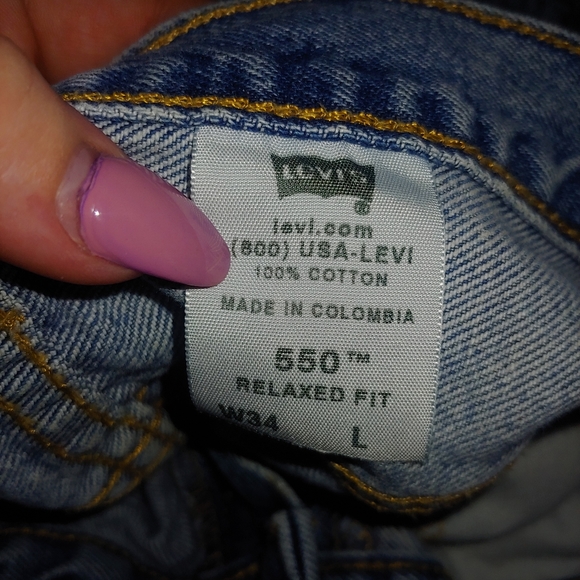 LEVI'S
®
levi.com
(800) USA-LEVI
100% COTTON
MADE IN COLOMBIA
550™
RELAXED FIT
W34 L